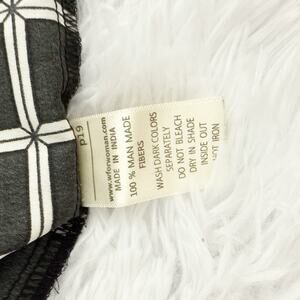 p19
www.wforwoman.com
MADE IN INDIA
100 % MAN MADE
FIBERS
WASH DARK COLORS
SEPARATELY
DO NOT BLEACH
DRY IN SHADE
INSIDE OUT
HOT IRON